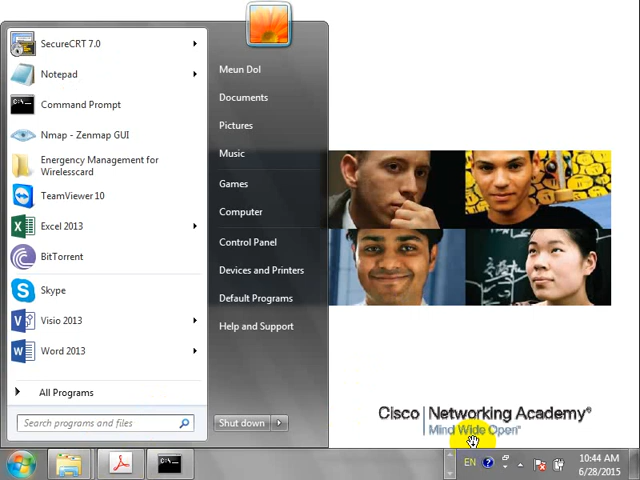 SecureCRT 7.0
Notepad
Command Prompt
Nmap - Zenmap GUI
Energency Management for
Wirelesscard
TeamViewer 10
Excel 2013
BitTorrent
Skype
Visio 2013
Word 2013
All Programs
Search programs and files
Meun Dol
Documents
Pictures
Music
Games
Computer
Control Panel
Devices and Printers
Default Programs
Help and Support
Shut down
Cisco Networking Academy®
Mind Wide Open™
EN
10:44 AM
6/28/2015